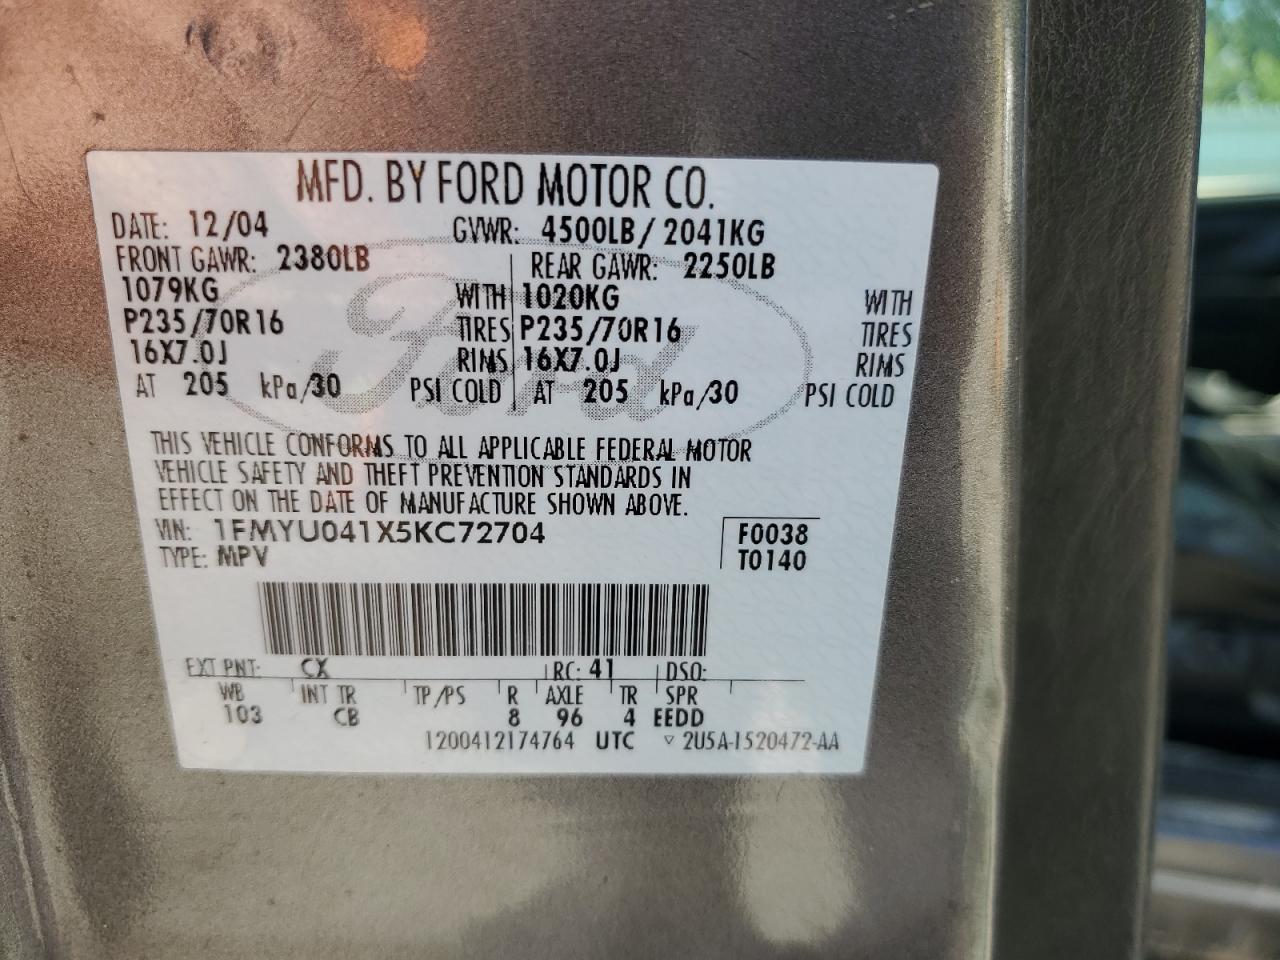 MFD. BY FORD MOTOR CO.
DATE: 12/04 GVWR: 4500LB/ 2041KG
FRONT GAWR: 2380LB REAR GAWR: 2250LB
1079KG WITH 1020KG WITH
P235/70R16 TIRES P235/70R16 TIRES
16X7.0J RIMS 16X7.0J RIMS
AT 205 kPa/30 PSI COLD AT 205 kPa/30 PSI COLD
Ford
THIS VEHICLE CONFORMS TO ALL APPLICABLE FEDERAL MOTOR
VEHICLE SAFETY AND THEFT PREVENTION STANDARDS IN
EFFECT ON THE DATE OF MANUFACTURE SHOWN ABOVE.
VIN: 1FMYU041X5KC72704 F0038
TYPE: MPV T0140
EXT PNT: CX RC: 41 DSO:
WB INT TR TP/PS R AXLE TR SPR
103 CB 8 96 4 EEDD
1200412174764 UTC ▽ 2U5A-1520472-AA